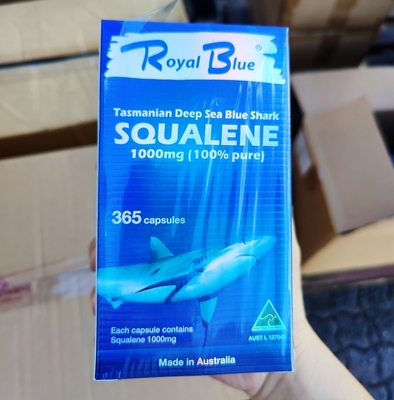 Royal Blue®
Tasmanian Deep Sea Blue Shark
SQUALENE
1000mg (100% pure)
365 capsules
Each capsule contains
Squalene 1000mg
AUST L
Made in Australia